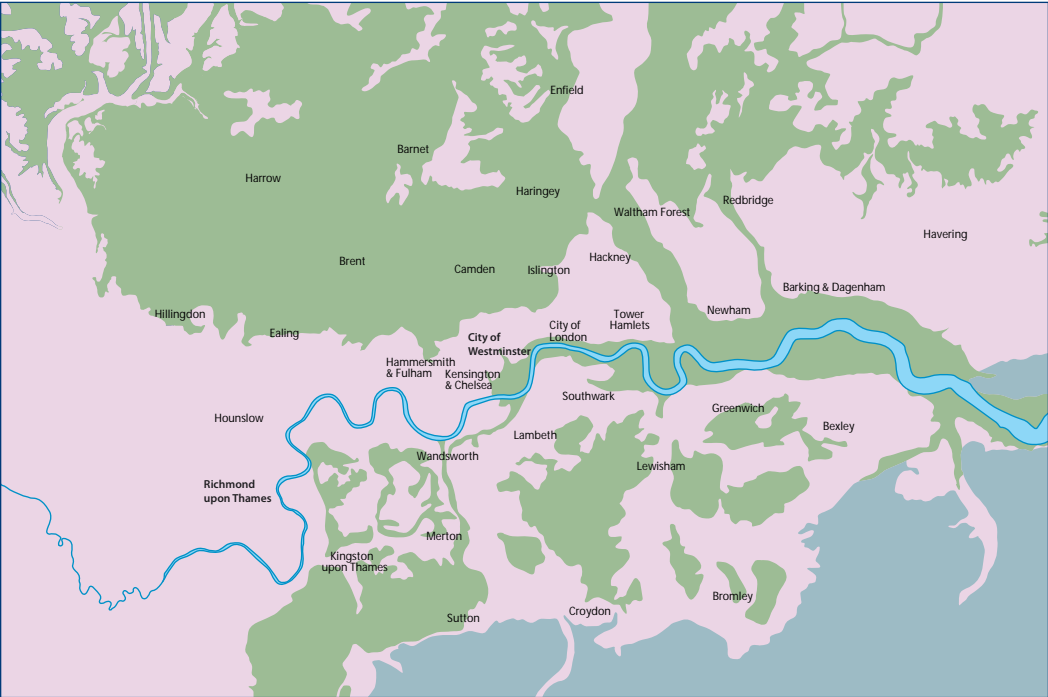 Enfield
Barnet
Harrow
Haringey
Redbridge
Waltham Forest
Havering
Hackney
Brent
Camden
Islington
Barking & Dagenham
Newham
Hillingdon
Tower
Hamlets
City of
London
Ealing
City of
Westminster
Hammersmith
& Fulham
Kensington
& Chelsea
Southwark
Greenwich
Hounslow
Bexley
Lambeth
Wandsworth
Lewisham
Richmond
upon Thames
Merton
Kingston
upon Thames
Bromley
Croydon
Sutton